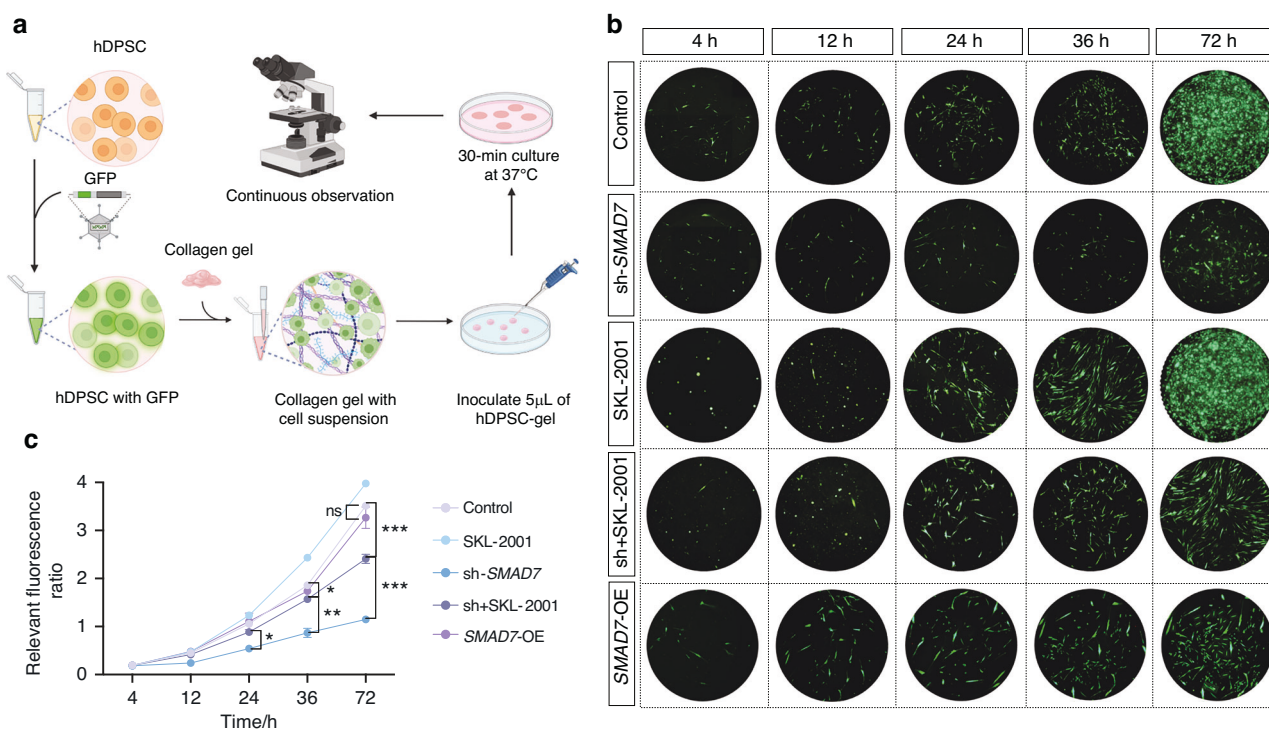 a
hDPSC
GFP
Continuous observation
30-min culture
at 37°C
Collagen gel
hDPSC with GFP
Collagen gel with
cell suspension
Inoculate 5μL of
hDPSC-gel
b
4 h
12 h
24 h
36 h
72 h
Control
sh-SMAD7
SKL-2001
sh+SKL-2001
SMAD7-OE
c
Relevant fluorescence
ratio
4
3
2
1
0
4
12
24
36
72
Time/h
ns
***
***
*
**
*
Control
SKL-2001
sh-SMAD7
sh+SKL-2001
SMAD7-OE